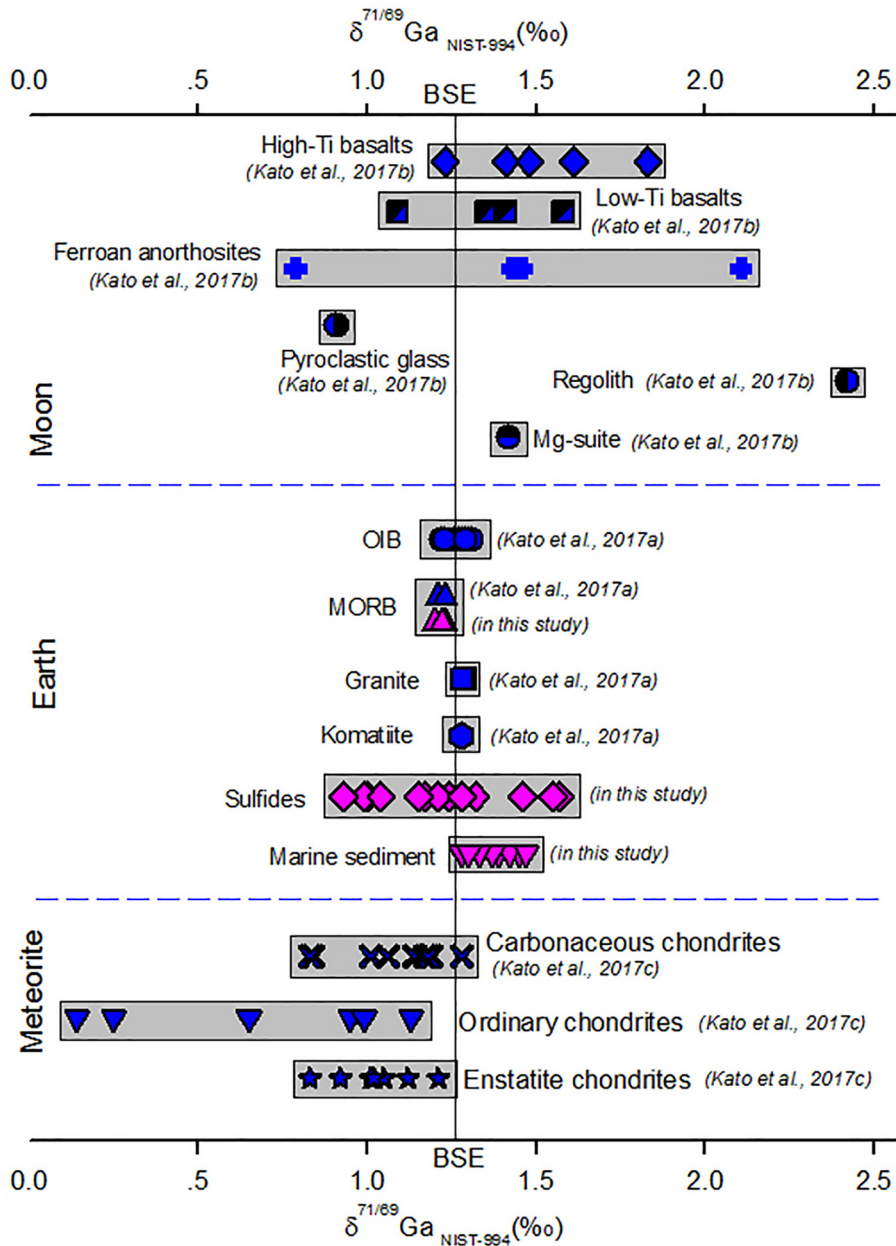 δ71/69Ga NIST-994(‰)
0.0 .5 1.0 1.5 2.0 2.5
BSE
High-Ti basalts
(Kato et al., 2017b)
Low-Ti basalts
(Kato et al., 2017b)
Ferroan anorthosites
(Kato et al., 2017b)
Pyroclastic glass
(Kato et al., 2017b)
Regolith (Kato et al., 2017b)
Mg-suite (Kato et al., 2017b)
Moon
OIB (Kato et al., 2017a)
MORB (Kato et al., 2017a)
(in this study)
Granite (Kato et al., 2017a)
Komatiite (Kato et al., 2017a)
Sulfides (in this study)
Marine sediment (in this study)
Earth
Carbonaceous chondrites
(Kato et al., 2017c)
Ordinary chondrites (Kato et al., 2017c)
Enstatite chondrites (Kato et al., 2017c)
Meteorite
BSE
0.0 .5 1.0 1.5 2.0 2.5
δ71/69Ga NIST-994(‰)